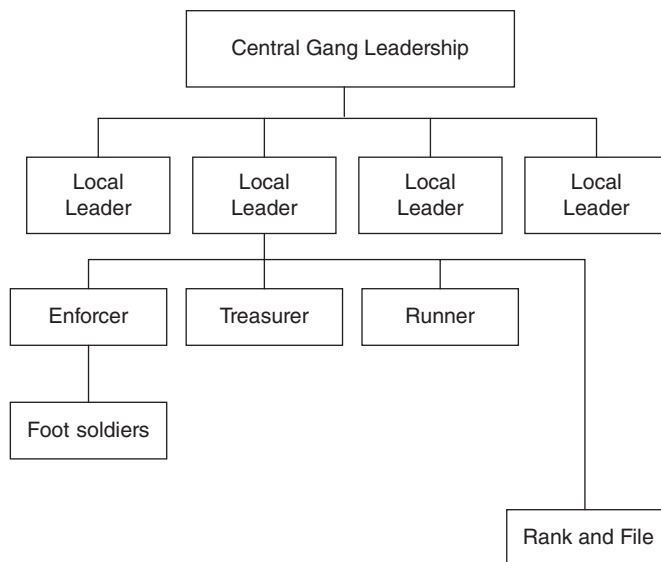 Central Gang Leadership
Local
Leader
Local
Leader
Local
Leader
Local
Leader
Enforcer
Treasurer
Runner
Foot soldiers
Rank and File